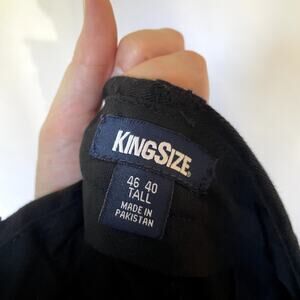 KINGSIZE®
46 40
TALL
MADE IN
PAKISTAN